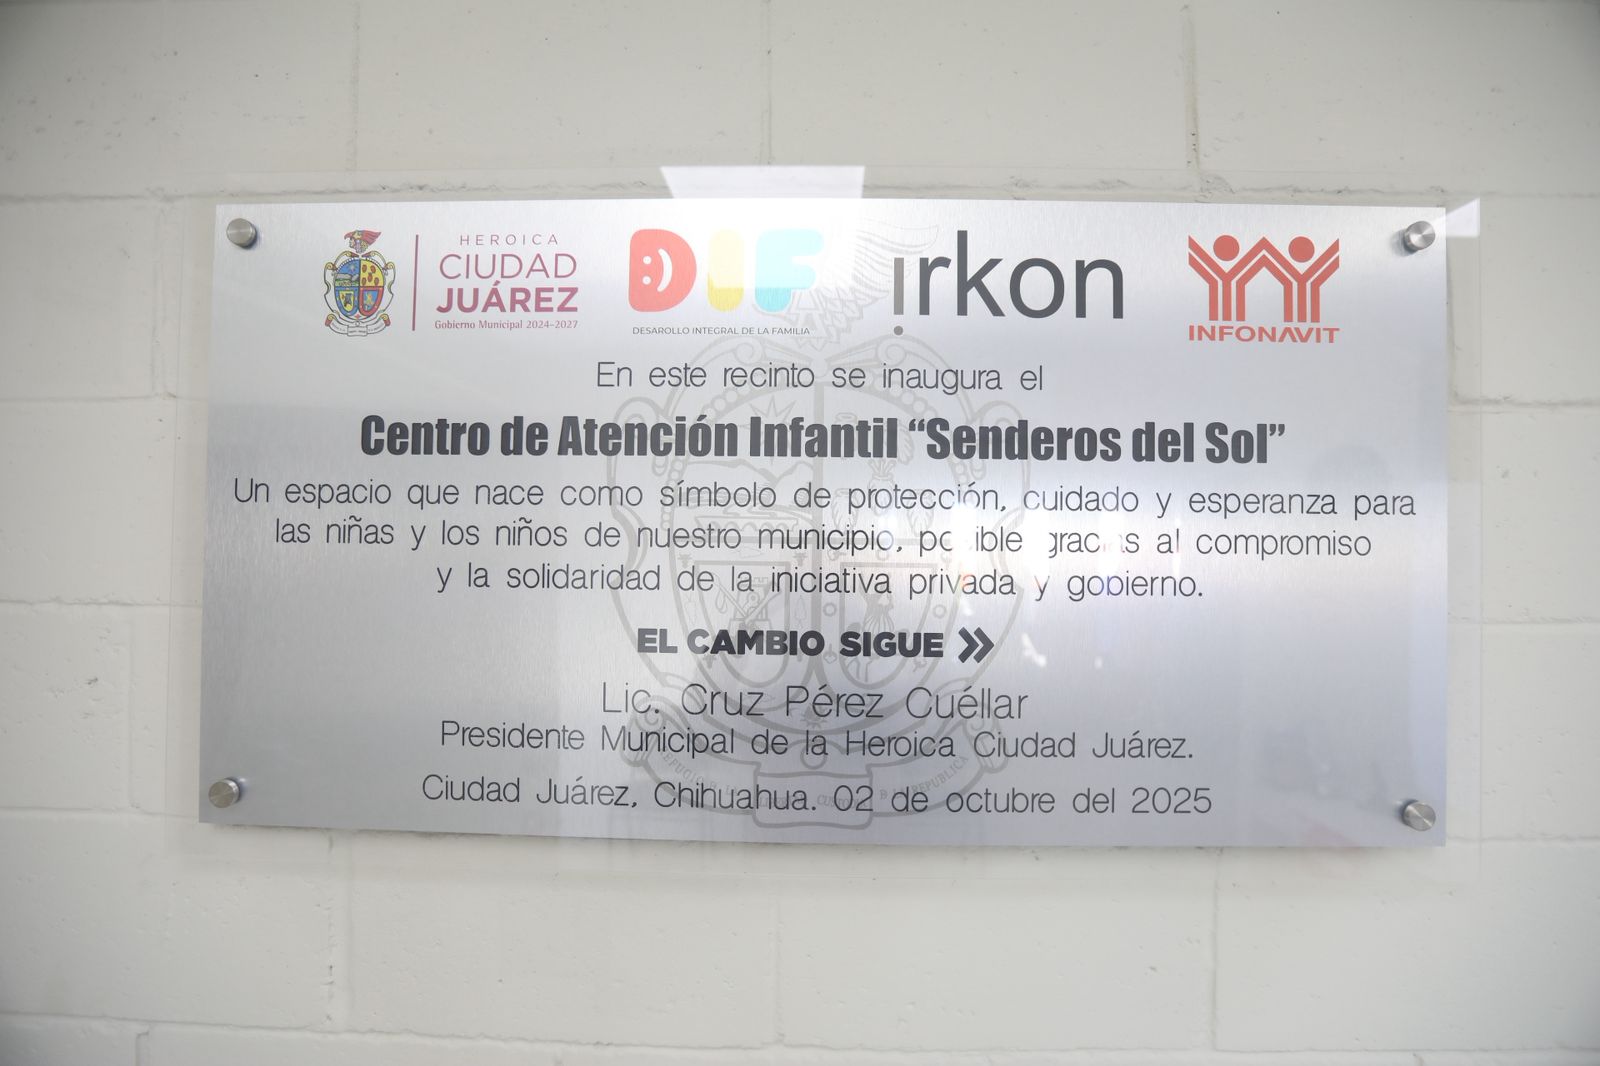 HEROICA
CIUDAD
JUÁREZ
Gobierno Municipal 2024-2027
DIF
DESAROLLO INTEGRAL DE LA FAMILIA
irkon
INFONAVIT
En este recinto se inaugura el
Centro de Atención Infantil “Senderos del Sol”
Un espacio que nace como símbolo de protección, cuidado y esperanza para
las niñas y los niños de nuestro municipio, posible gracias al compromiso
y la solidaridad de la iniciativa privada y gobierno.
EL CAMBIO SIGUE
Lic. Cruz Pérez Cuéllar
Presidente Municipal de la Heroica Ciudad Juárez.
Ciudad Juárez, Chihuahua. 02 de octubre del 2025